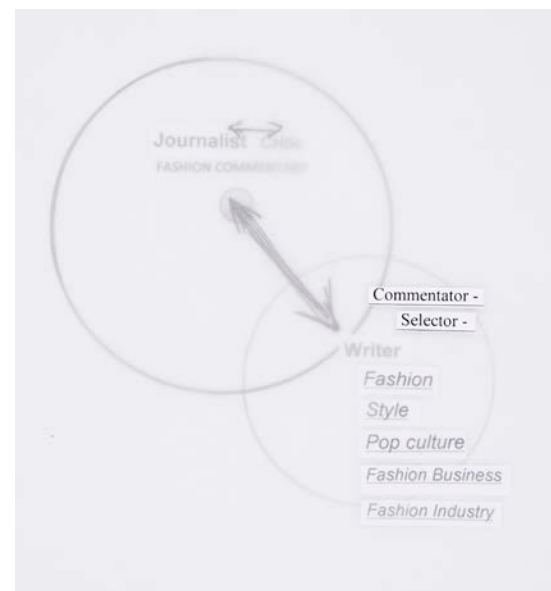 Journalist
FASHION COMMENTARY
Commentator -
Selector -
Writer
Fashion
Style
Pop culture
Fashion Business
Fashion Industry